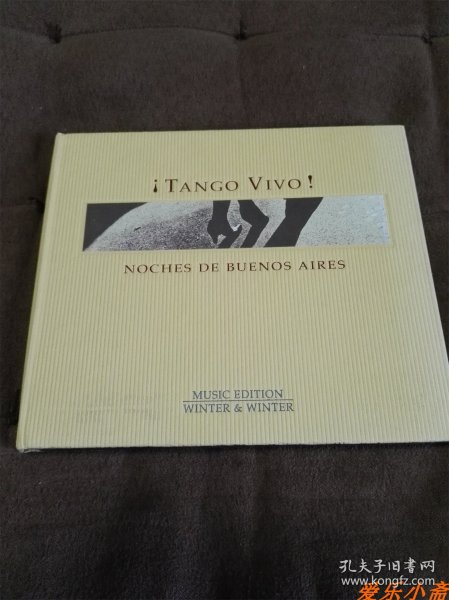 ¡TANGO VIVO!
NOCHES DE BUENOS AIRES
MUSIC EDITION
WINTER & WINTER
孔夫子旧书网
www.kongfz.com
爱乐小斋